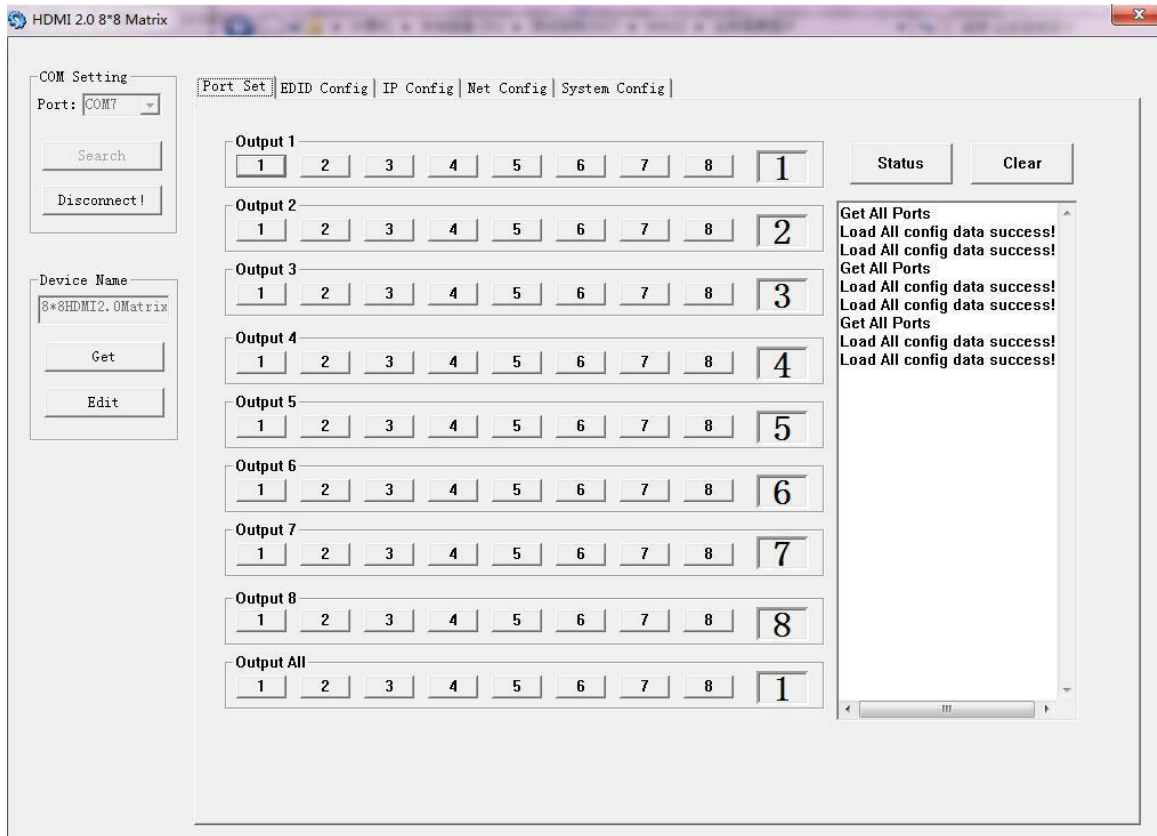 HDMI 2.0 8*8 Matrix
COM Setting
Port: COM7
Search
Disconnect!
Device Name
8*8HDMI2.0Matrix
Get
Edit
Port Set EDID Config IP Config Net Config System Config
Output 1
1 2 3 4 5 6 7 8 1
Output 2
1 2 3 4 5 6 7 8 2
Output 3
1 2 3 4 5 6 7 8 3
Output 4
1 2 3 4 5 6 7 8 4
Output 5
1 2 3 4 5 6 7 8 5
Output 6
1 2 3 4 5 6 7 8 6
Output 7
1 2 3 4 5 6 7 8 7
Output 8
1 2 3 4 5 6 7 8 8
Output All
1 2 3 4 5 6 7 8 1
Status Clear
Get All Ports
Load All config data success!
Load All config data success!
Get All Ports
Load All config data success!
Load All config data success!
Get All Ports
Load All config data success!
Load All config data success!